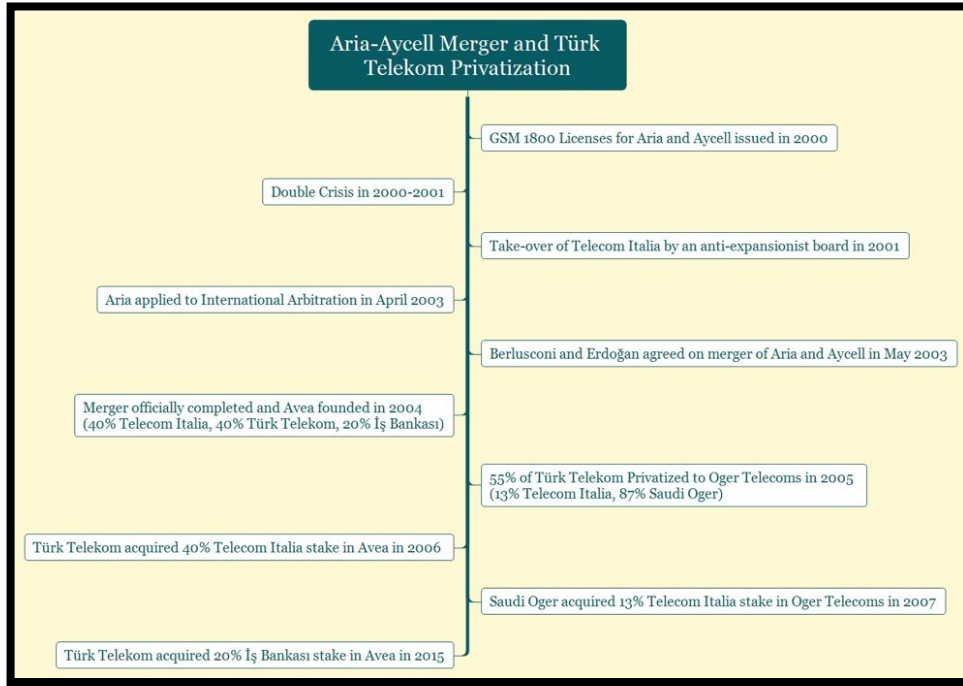 Aria-Aycell Merger and Türk
Telekom Privatization
GSM 1800 Licenses for Aria and Aycell issued in 2000
Double Crisis in 2000-2001
Take-over of Telecom Italia by an anti-expansionist board in 2001
Aria applied to International Arbitration in April 2003
Berlusconi and Erdoğan agreed on merger of Aria and Aycell in May 2003
Merger officially completed and Avea founded in 2004
(40% Telecom Italia, 40% Türk Telekom, 20% İş Bankası)
55% of Türk Telekom Privatized to Oger Telecoms in 2005
(13% Telecom Italia, 87% Saudi Oger)
Türk Telekom acquired 40% Telecom Italia stake in Avea in 2006
Saudi Oger acquired 13% Telecom Italia stake in Oger Telecoms in 2007
Türk Telekom acquired 20% İş Bankası stake in Avea in 2015